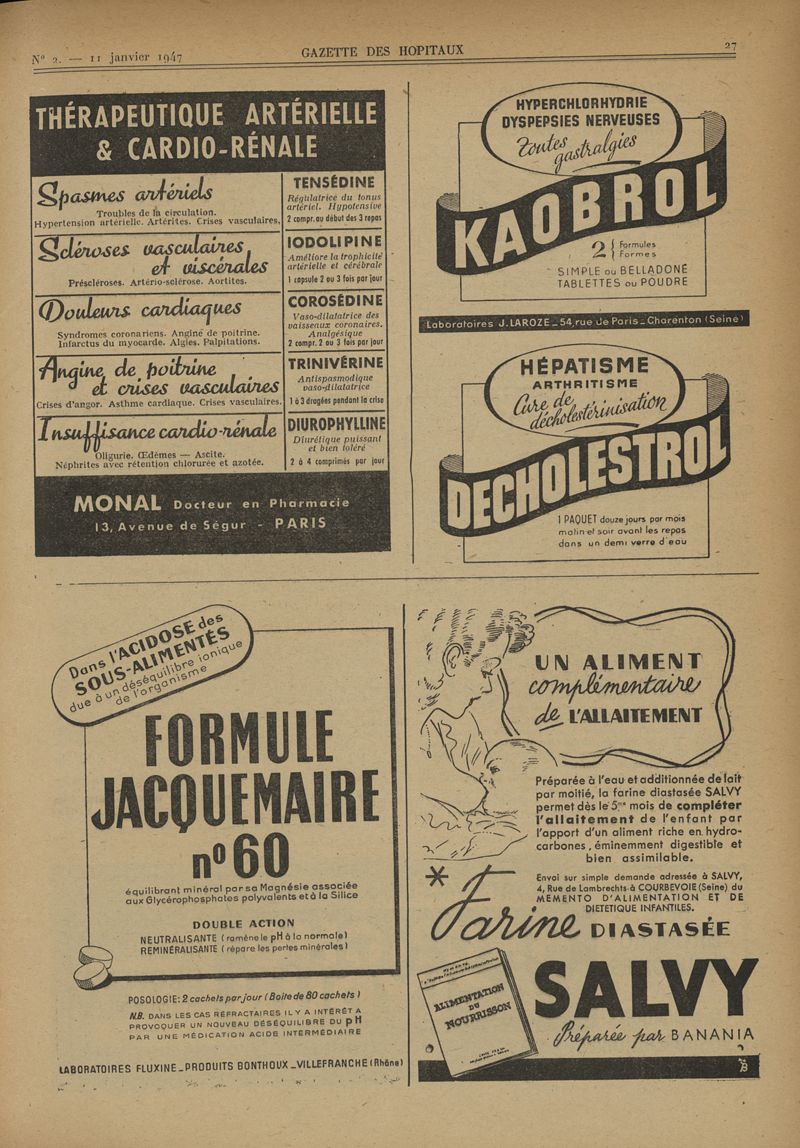 N° 2. — 11 janvier 1947
GAZETTE DES HOPITAUX
27
THÉRAPEUTIQUE ARTÉRIELLE
& CARDIO-RÉNALE
Spasmes artériels
Troubles de la circulation.
Hypertension artérielle. Artérites. Crises vasculaires.
TENSÉDINE
Régulatrice du tonus
artériel. Hypotensive
2 compr. au début des 3 repas
Scléroses vasculaires
et viscérales
Préscléroses. Artério-sclérose. Aortites.
IODOLIPINE
Améliore la trophicité
artérielle et cérébrale
1 capsule 2 ou 3 fois par jour
Douleurs cardiaques
Syndromes coronariens. Angine de poitrine.
Infarctus du myocarde. Algies. Palpitations.
COROSÉDINE
Vaso-dilatatrice des
vaisseaux coronaires.
Analgésique
2 compr. 2 ou 3 fois par jour
Angine de poitrine
et crises vasculaires
Crises d'angor. Asthme cardiaque. Crises vasculaires.
TRINIVÉRINE
Antispasmodique
vaso-dilatatrice
1 à 3 dragées pendant la crise
Insuffisance cardio-rénale
Oligurie. Œdèmes — Ascite.
Néphrites avec rétention chlorurée et azotée.
DIUROPHYLLINE
Diurétique puissant
et bien toléré
2 à 4 comprimés par jour
MONAL Docteur en Pharmacie
13, Avenue de Ségur - PARIS
HYPERCHLORHYDRIE
DYSPEPSIES NERVEUSES
Toutes
gastralgies
KAOBROL
2 { Formules
Formes
SIMPLE ou BELLADONÉ
TABLETTES ou POUDRE
Laboratoires J. LAROZE _ 54, rue de Paris _ Charenton (Seine)
HÉPATISME
ARTHRITISME
Cure de
décholestérinisation
DECHOLESTROL
1 PAQUET douze jours par mois
matin et soir avant les repas
dans un demi verre d'eau
Dans l'ACIDOSE des
SOUS-ALIMENTÉS
due à un déséquilibre ionique
de l'organisme
FORMULE
JACQUEMAIRE
n° 60
équilibrant minéral par sa Magnésie associée
aux Glycérophosphates polyvalents et à la Silice
DOUBLE ACTION
NEUTRALISANTE (ramène le pH à la normale)
REMINÉRALISANTE (répare les pertes minérales)
POSOLOGIE: 2 cachets par jour (Boîte de 80 cachets)
N.B. DANS LES CAS RÉFRACTAIRES IL Y A INTÉRÊT A
PROVOQUER UN NOUVEAU DÉSÉQUILIBRE DU pH
PAR UNE MÉDICATION ACIDE INTERMÉDIAIRE
LABORATOIRES FLUXINE _ PRODUITS BONTHOUX _ VILLEFRANCHE (Rhône)
UN ALIMENT
complémentaire
de L'ALLAITEMENT
Préparée à l'eau et additionnée de lait
par moitié, la farine diastasée SALVY
permet dès le 5me mois de compléter
l'allaitement de l'enfant par
l'apport d'un aliment riche en hydro-
carbones, éminemment digestible et
bien assimilable.
* Envoi sur simple demande adressée à SALVY,
4, Rue de Lambrechts à COURBEVOIE (Seine) du
MEMENTO D'ALIMENTATION ET DE
DIETETIQUE INFANTILES.
Farine DIASTASÉE
SALVY
Préparée par BANANIA
ALIMENTATION
DU
NOURRISSON